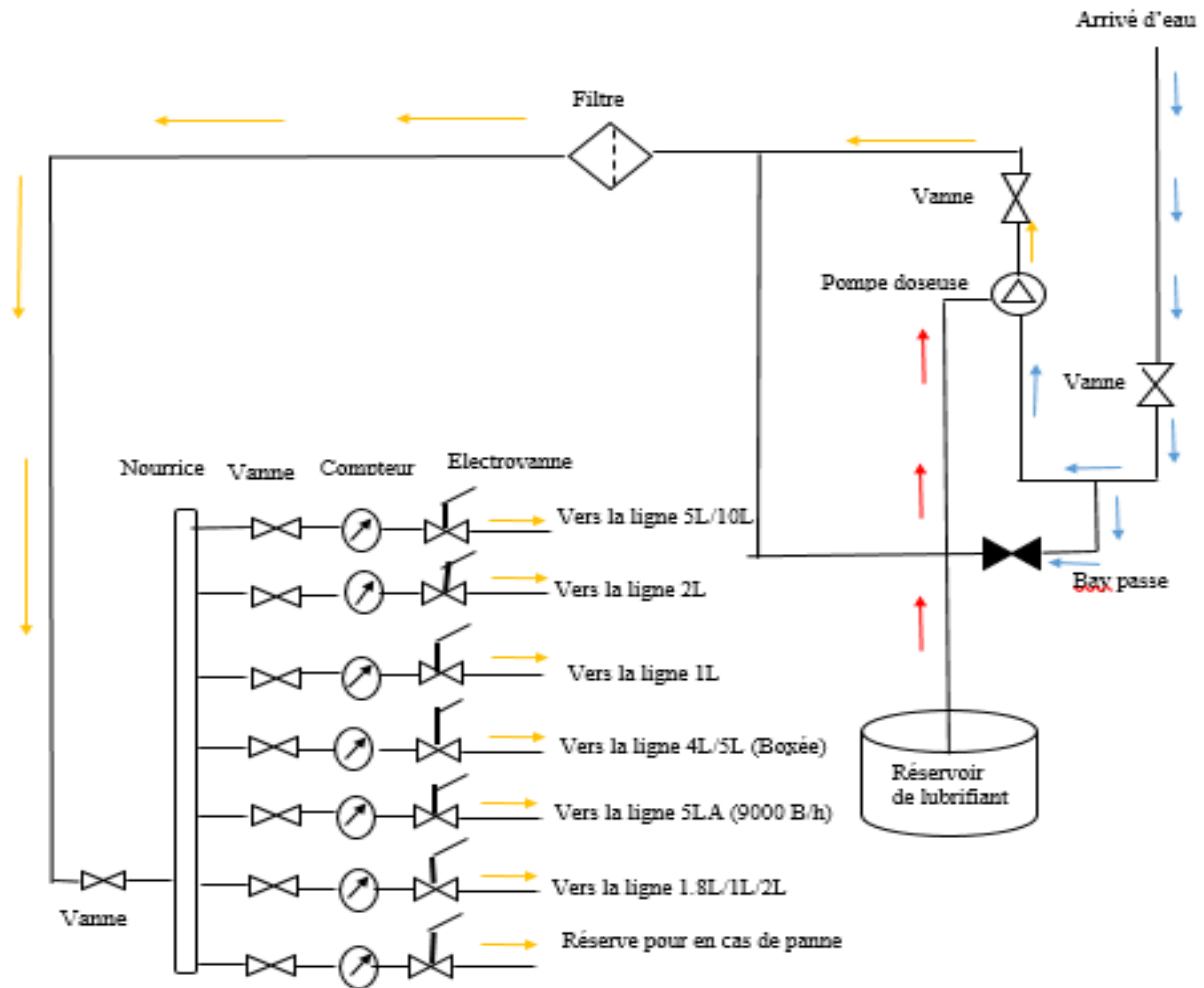 Arrivé d'eau
Filtre
Vanne
Pompe doseuse
Vanne
Nourrice
Vanne
Compteur
Electrovanne
Vers la ligne 5L/10L
Bay passe
Vers la ligne 2L
Vers la ligne 1L
Vers la ligne 4L/5L (Boxée)
Réservoir
de lubrifiant
Vers la ligne 5LA (9000 B/h)
Vers la ligne 1.8L/1L/2L
Vanne
Réserve pour en cas de panne